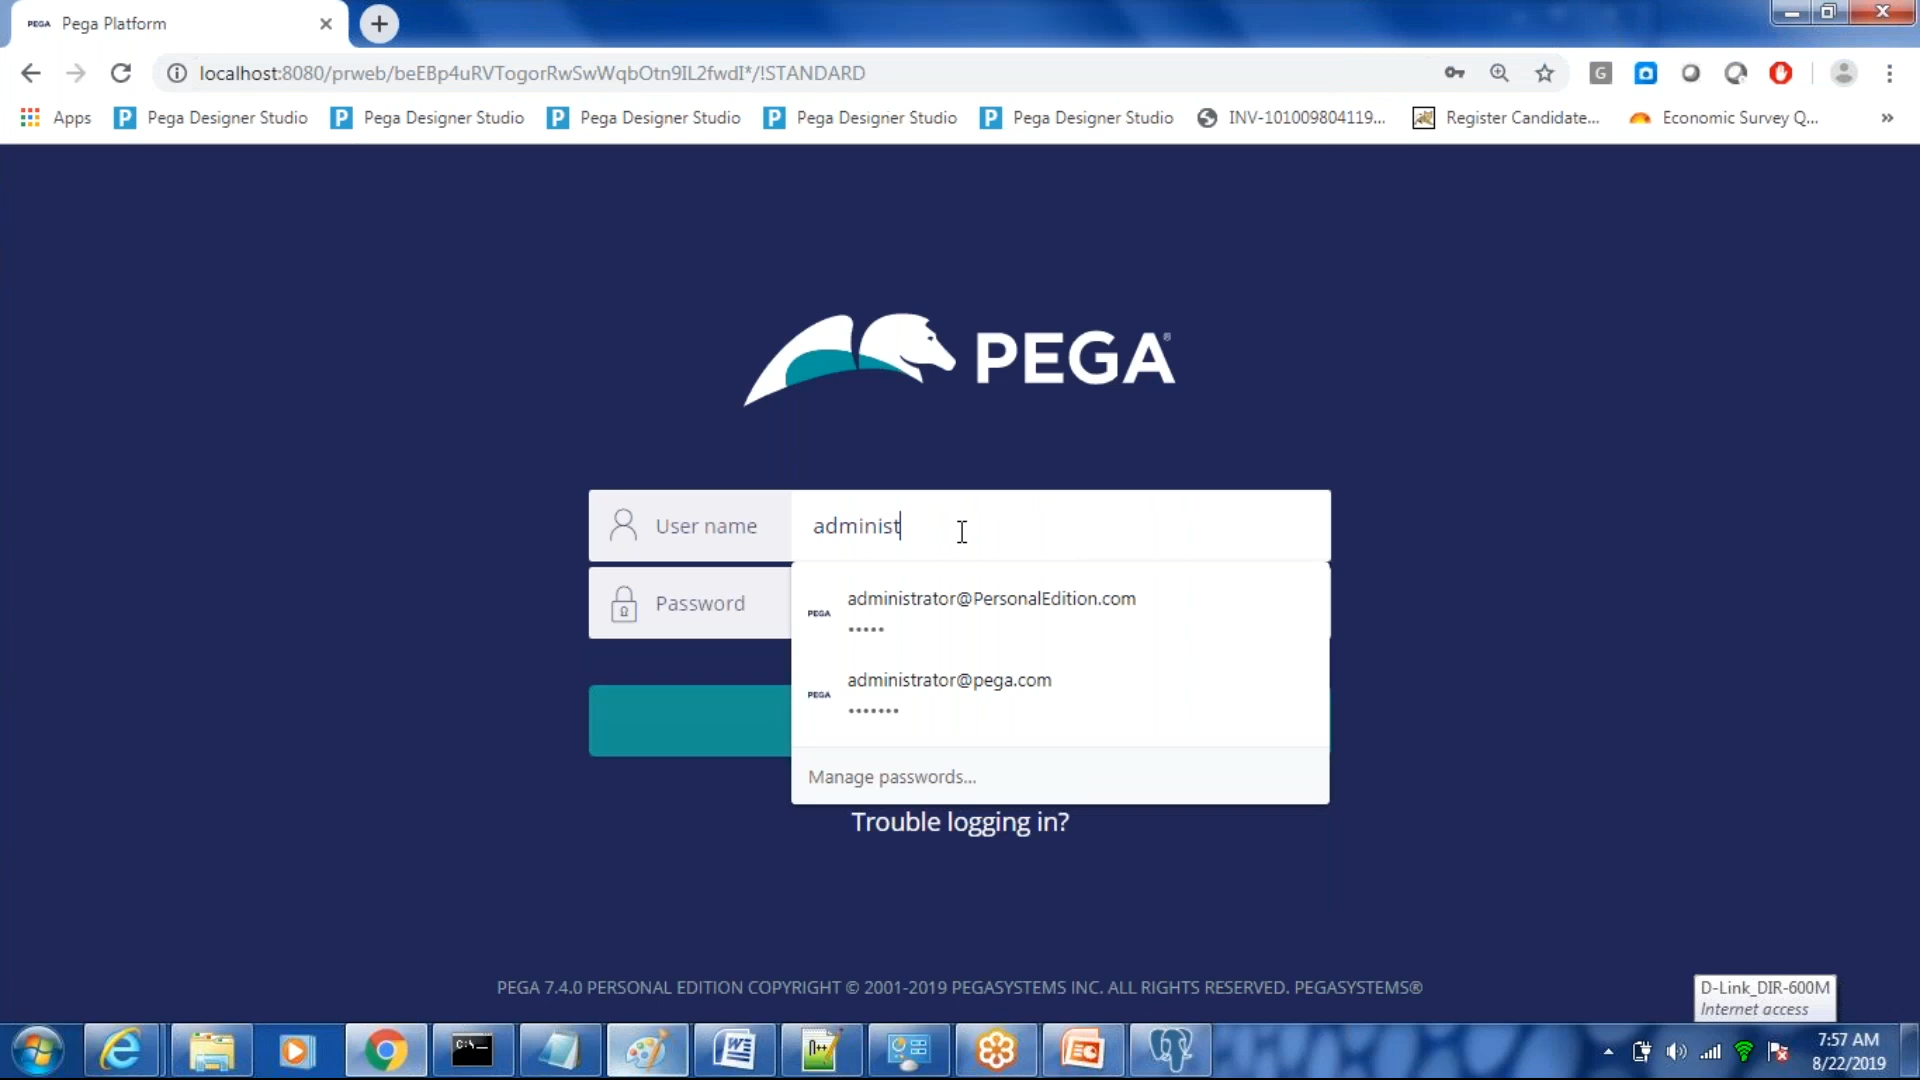 PEGA Pega Platform
localhost:8080/prweb/beEBp4uRVTogorRwSwWqbOtn9IL2fwdI*/!STANDARD
G
Apps P Pega Designer Studio P Pega Designer Studio P Pega Designer Studio P Pega Designer Studio P Pega Designer Studio INV-101009804119... Register Candidate... Economic Survey Q... »
PEGA®
User name administ
Password
PEGA administrator@PersonalEdition.com
•••••
PEGA administrator@pega.com
•••••••
Manage passwords...
Trouble logging in?
PEGA 7.4.0 PERSONAL EDITION COPYRIGHT © 2001-2019 PEGASYSTEMS INC. ALL RIGHTS RESERVED. PEGASYSTEMS®
D-Link_DIR-600M
Internet access
7:57 AM
8/22/2019